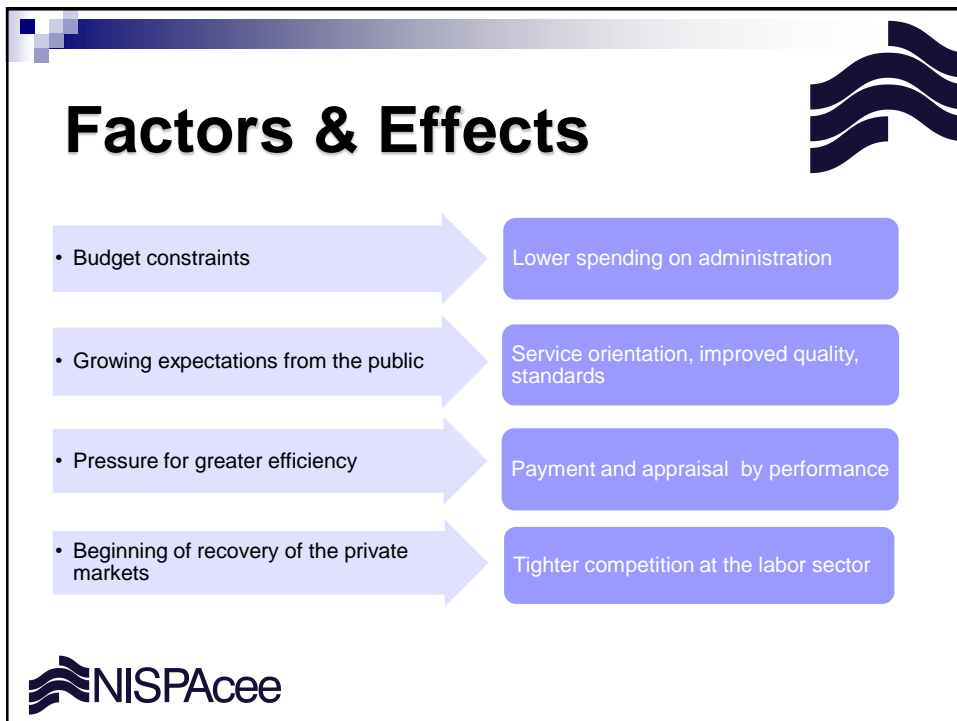 Factors & Effects
• Budget constraints
Lower spending on administration
• Growing expectations from the public
Service orientation, improved quality,
standards
• Pressure for greater efficiency
Payment and appraisal  by performance
• Beginning of recovery of the private
markets
Tighter competition at the labor sector
NISPAcee